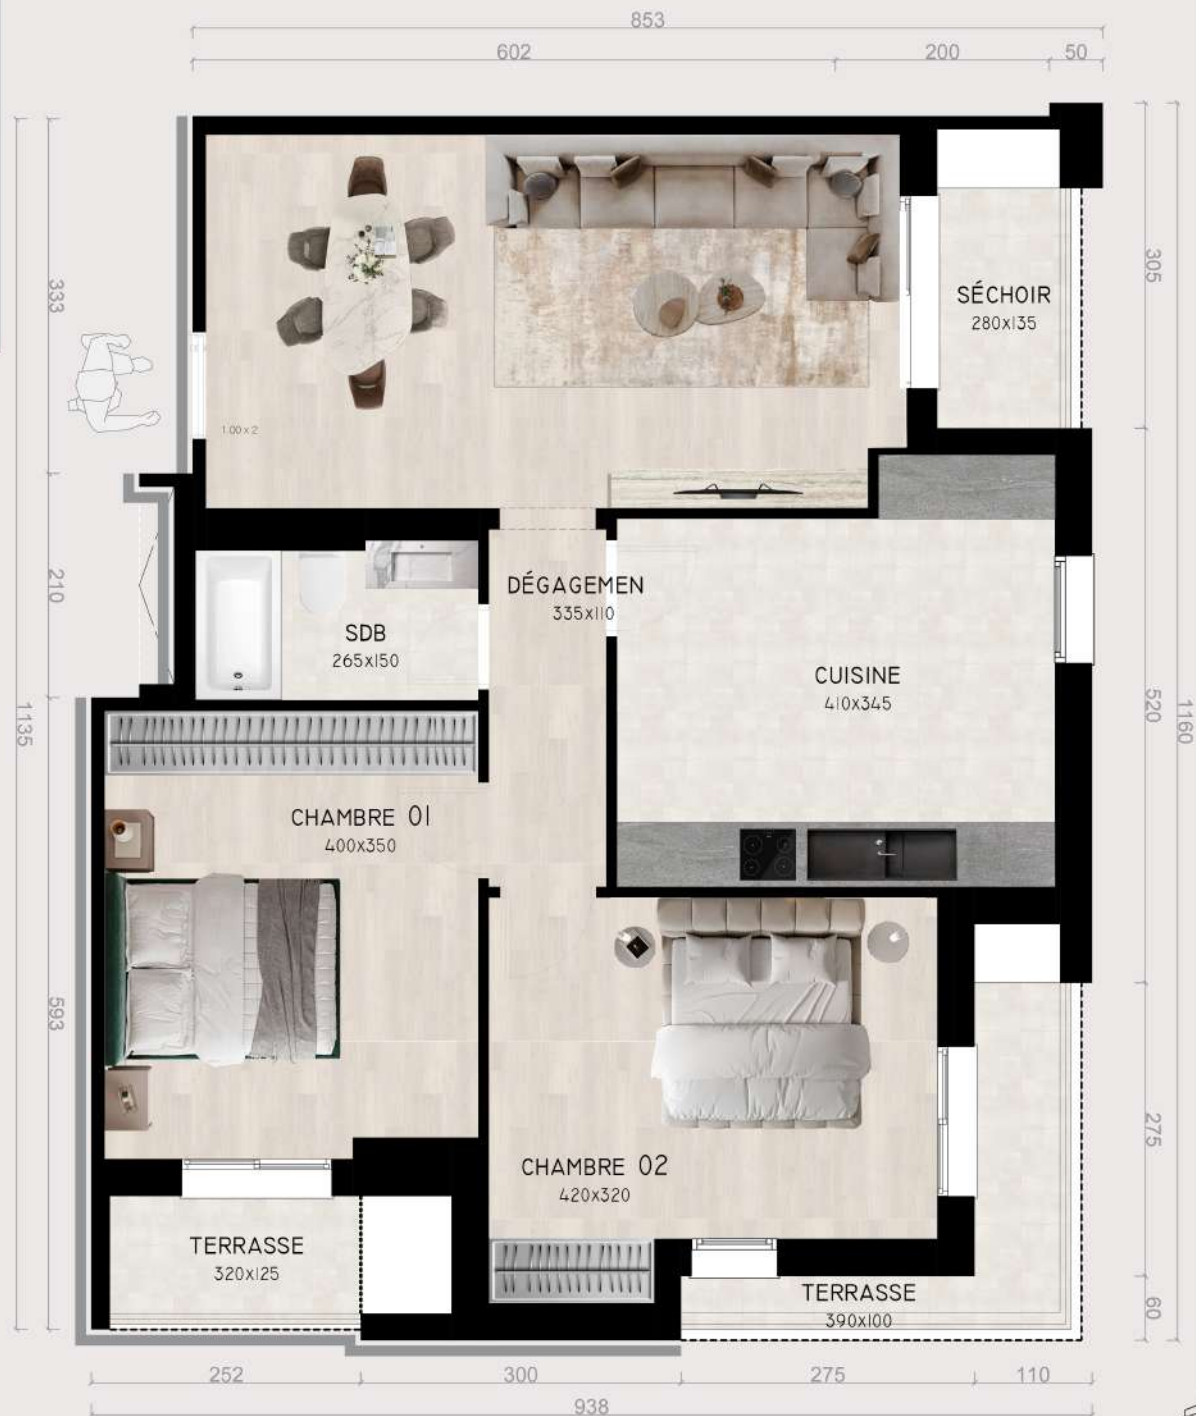 853
602
200
50
333
305
SÉCHOIR
280x135
1.00 x 2
DÉGAGEMEN
335x110
210
SDB
265x150
CUISINE
410x345
1135
520
1160
CHAMBRE 01
400x350
593
275
CHAMBRE 02
420x320
TERRASSE
320x125
TERRASSE
390x100
60
252
300
275
110
938